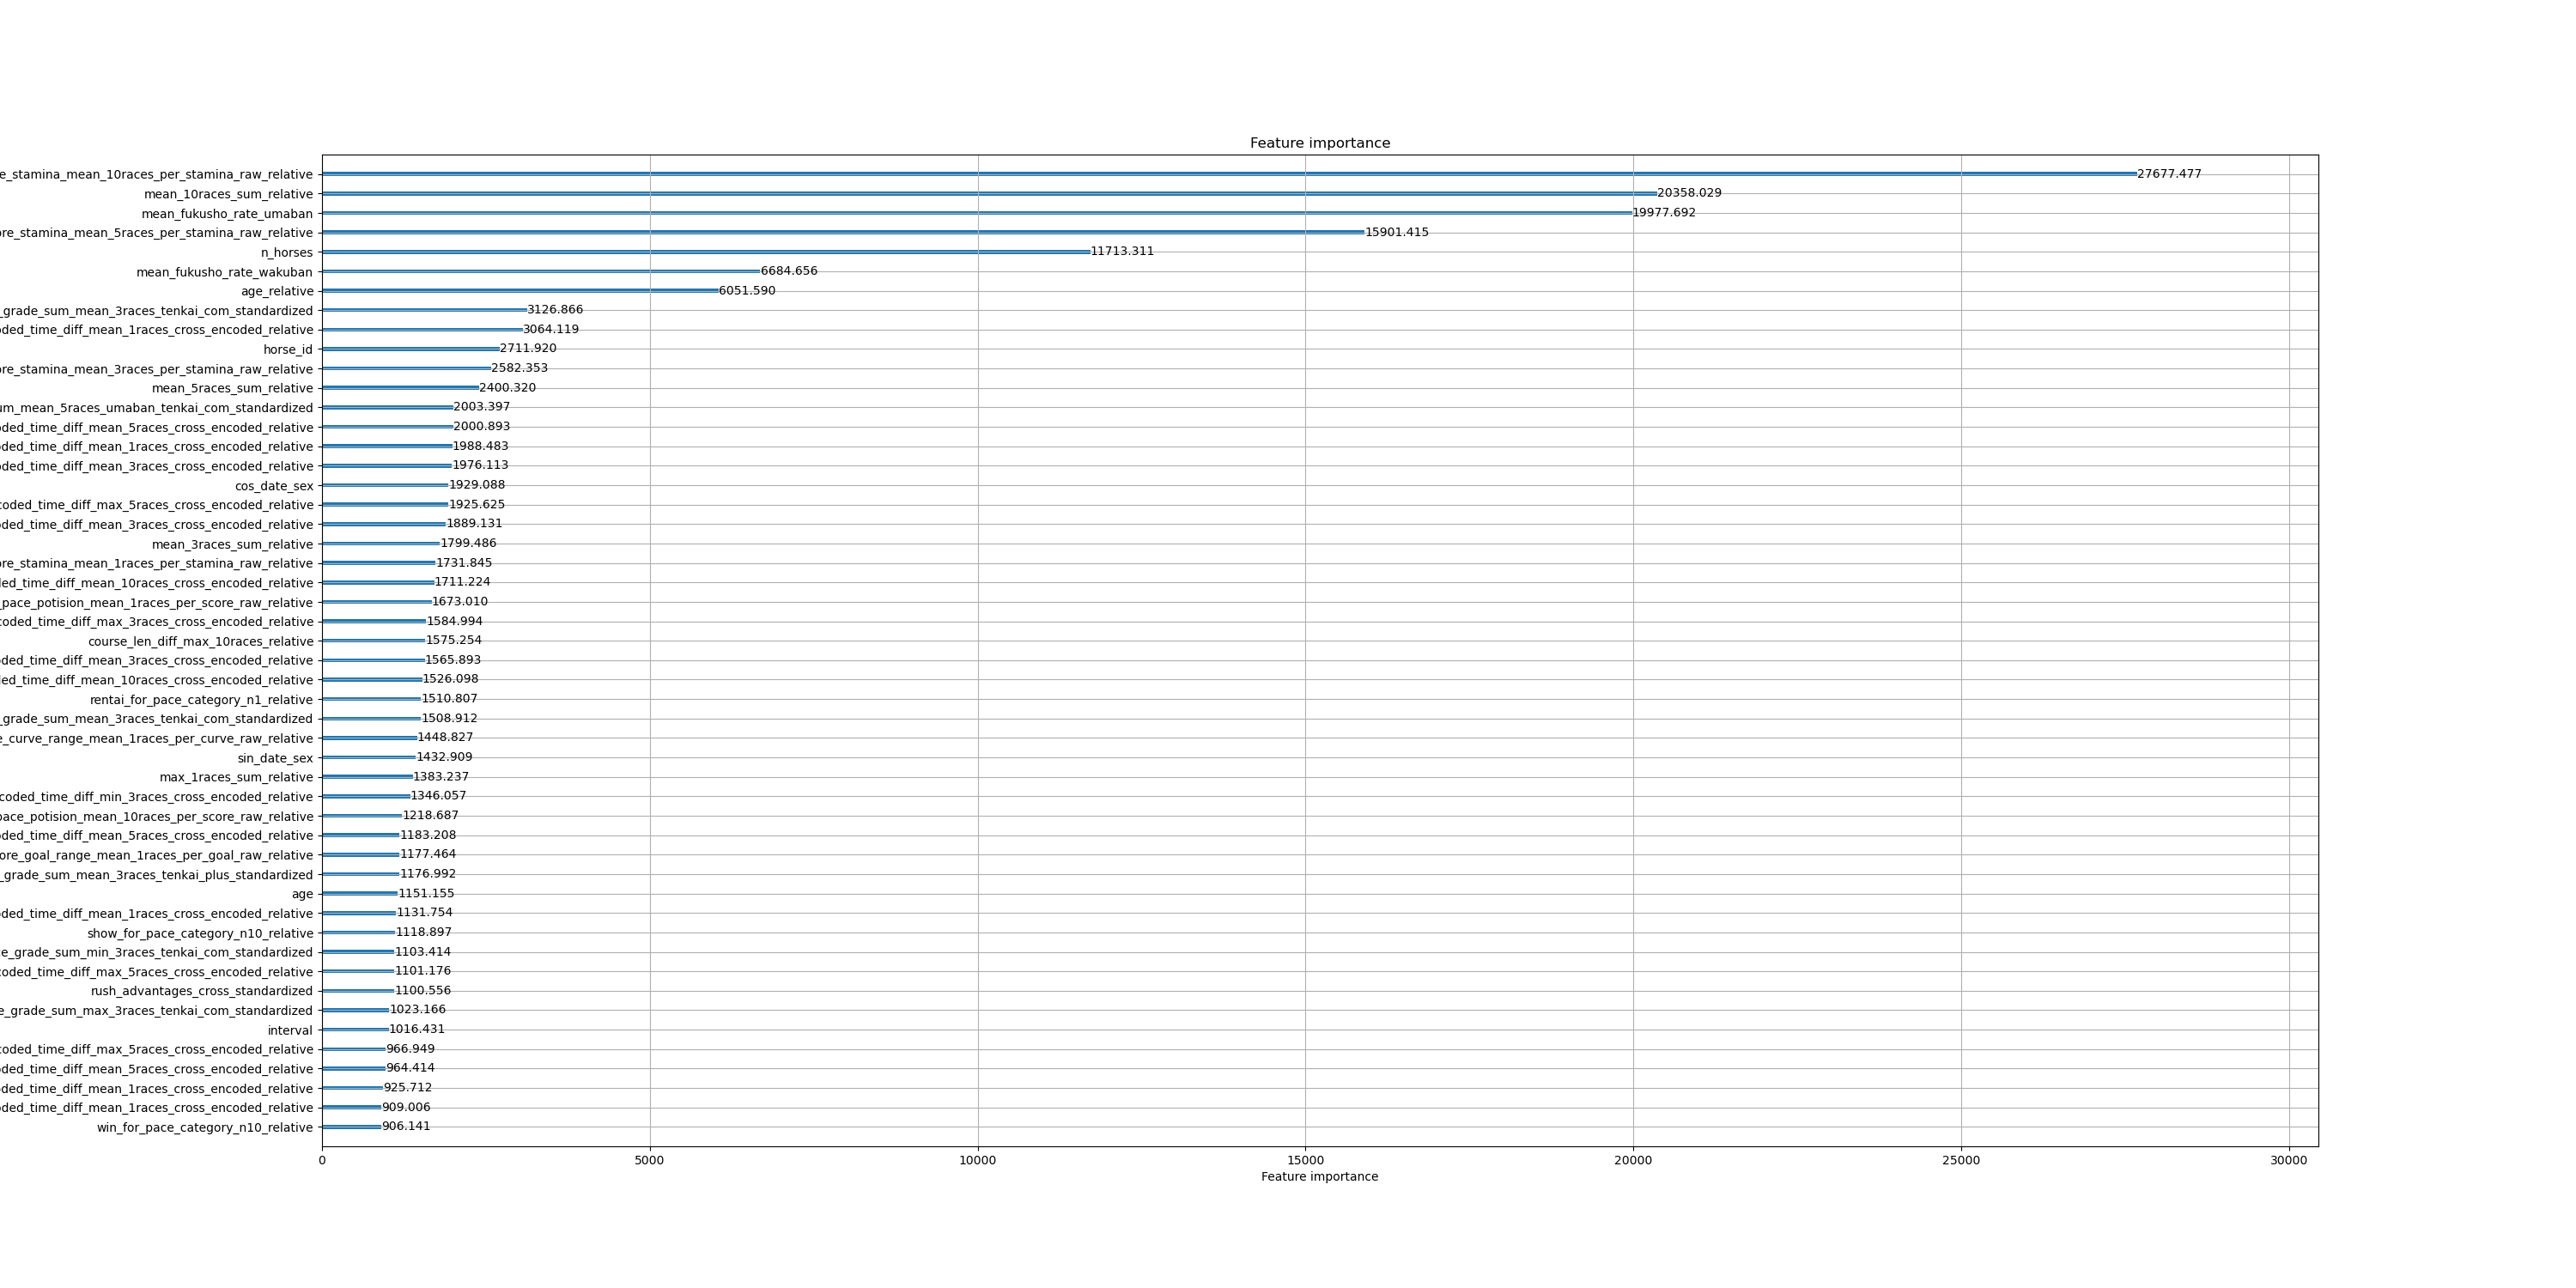 Feature importance
e_stamina_mean_10races_per_stamina_raw_relative 27677.477
mean_10races_sum_relative 20358.029
mean_fukusho_rate_umaban 19977.692
ore_stamina_mean_5races_per_stamina_raw_relative 15901.415
n_horses 11713.311
mean_fukusho_rate_wakuban 6684.656
age_relative 6051.590
_grade_sum_mean_3races_tenkai_com_standardized 3126.866
oded_time_diff_mean_1races_cross_encoded_relative 3064.119
horse_id 2711.920
ore_stamina_mean_3races_per_stamina_raw_relative 2582.353
mean_5races_sum_relative 2400.320
um_mean_5races_umaban_tenkai_com_standardized 2003.397
oded_time_diff_mean_5races_cross_encoded_relative 2000.893
oded_time_diff_mean_1races_cross_encoded_relative 1988.483
oded_time_diff_mean_3races_cross_encoded_relative 1976.113
cos_date_sex 1929.088
coded_time_diff_max_5races_cross_encoded_relative 1925.625
oded_time_diff_mean_3races_cross_encoded_relative 1889.131
mean_3races_sum_relative 1799.486
ore_stamina_mean_1races_per_stamina_raw_relative 1731.845
ded_time_diff_mean_10races_cross_encoded_relative 1711.224
_pace_potision_mean_1races_per_score_raw_relative 1673.010
coded_time_diff_max_3races_cross_encoded_relative 1584.994
course_len_diff_max_10races_relative 1575.254
oded_time_diff_mean_3races_cross_encoded_relative 1565.893
ded_time_diff_mean_10races_cross_encoded_relative 1526.098
rentai_for_pace_category_n1_relative 1510.807
_grade_sum_mean_3races_tenkai_com_standardized 1508.912
e_curve_range_mean_1races_per_curve_raw_relative 1448.827
sin_date_sex 1432.909
max_1races_sum_relative 1383.237
coded_time_diff_min_3races_cross_encoded_relative 1346.057
pace_potision_mean_10races_per_score_raw_relative 1218.687
oded_time_diff_mean_5races_cross_encoded_relative 1183.208
ore_goal_range_mean_1races_per_goal_raw_relative 1177.464
_grade_sum_mean_3races_tenkai_plus_standardized 1176.992
age 1151.155
oded_time_diff_mean_1races_cross_encoded_relative 1131.754
show_for_pace_category_n10_relative 1118.897
e_grade_sum_min_3races_tenkai_com_standardized 1103.414
coded_time_diff_max_5races_cross_encoded_relative 1101.176
rush_advantages_cross_standardized 1100.556
e_grade_sum_max_3races_tenkai_com_standardized 1023.166
interval 1016.431
coded_time_diff_max_5races_cross_encoded_relative 966.949
oded_time_diff_mean_5races_cross_encoded_relative 964.414
oded_time_diff_mean_1races_cross_encoded_relative 925.712
oded_time_diff_mean_1races_cross_encoded_relative 909.006
win_for_pace_category_n10_relative 906.141
0 5000 10000 15000 20000 25000 30000
Feature importance